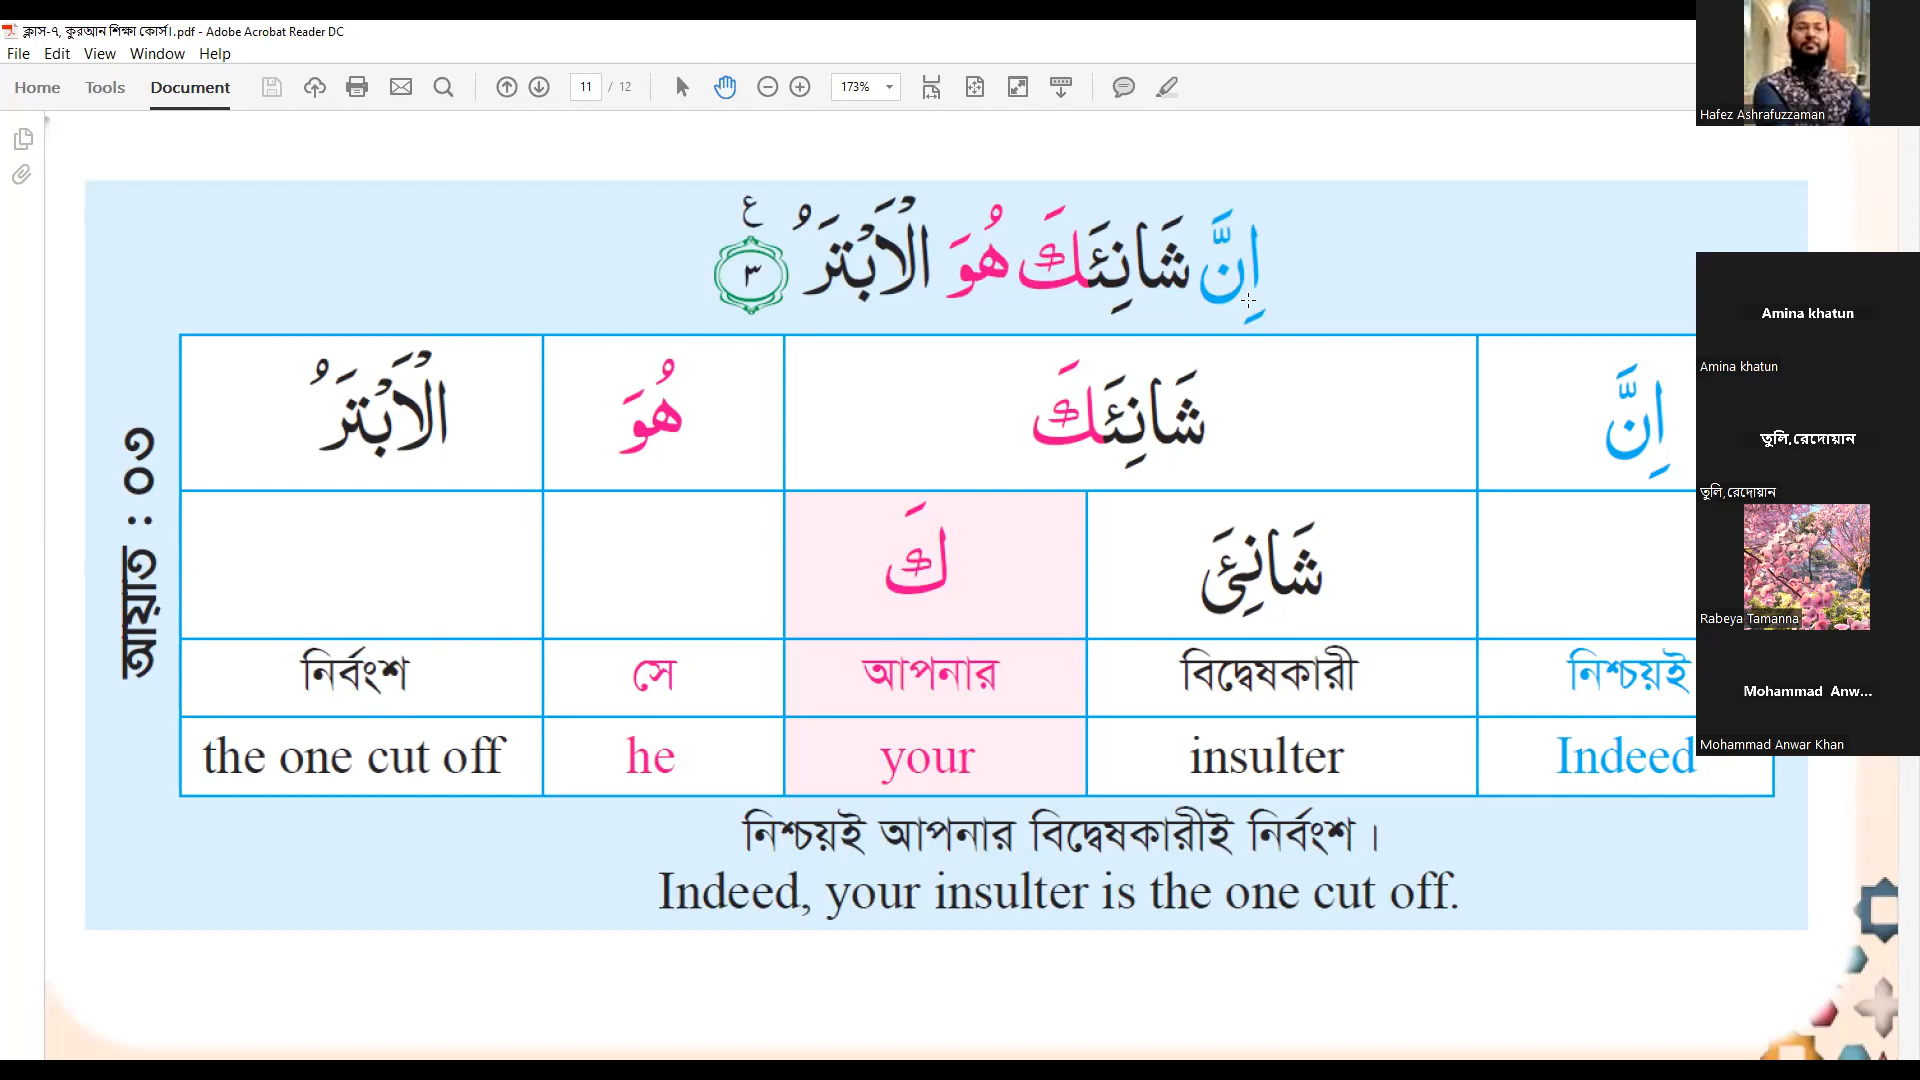 ক্লাস-৭, কুরআন শিক্ষা কোর্স।.pdf - Adobe Acrobat Reader DC
File Edit View Window Help
Home Tools Document 11 / 12 173%
Hafez Ashrafuzzaman
اِنَّ شَانِئَكَ هُوَ الْاَبْتَرُ ۝٣ ع
আয়াত : ০৩
اِنَّ شَانِئَكَ هُوَ الْاَبْتَرُ
شَانِئَ كَ
নির্বংশ সে আপনার বিদ্বেষকারী নিশ্চয়ই
the one cut off he your insulter Indeed
নিশ্চয়ই আপনার বিদ্বেষকারীই নির্বংশ।
Indeed, your insulter is the one cut off.
Amina khatun
Amina khatun
তুলি,রেদোয়ান
তুলি,রেদোয়ান
Rabeya Tamanna
Mohammad Anw...
Mohammad Anwar Khan